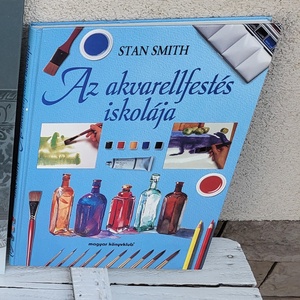 STAN SMITH
Az akvarellfestés
iskolája
magyar könyvklub